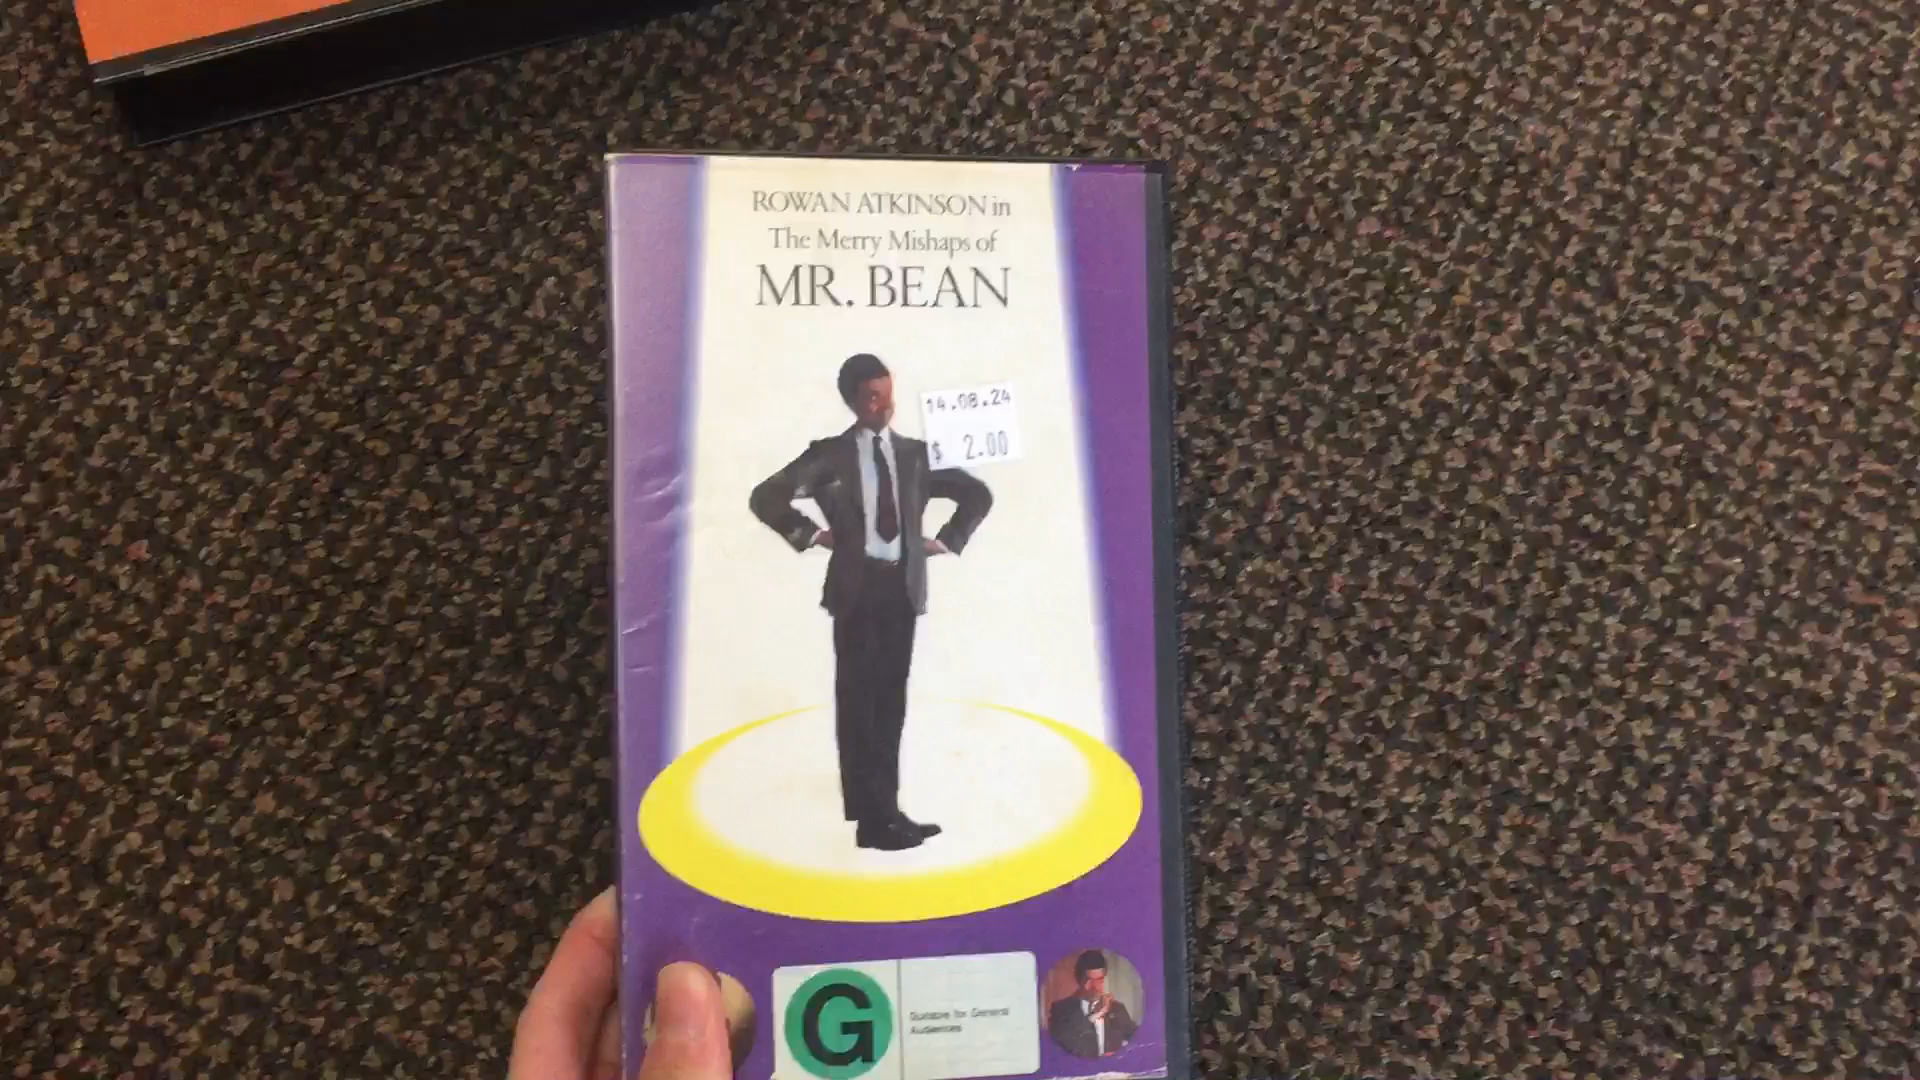 ROWAN ATKINSON in
The Merry Mishaps of
MR. BEAN
14.08.24
$ 2.00
G
Suitable for General
Audiences